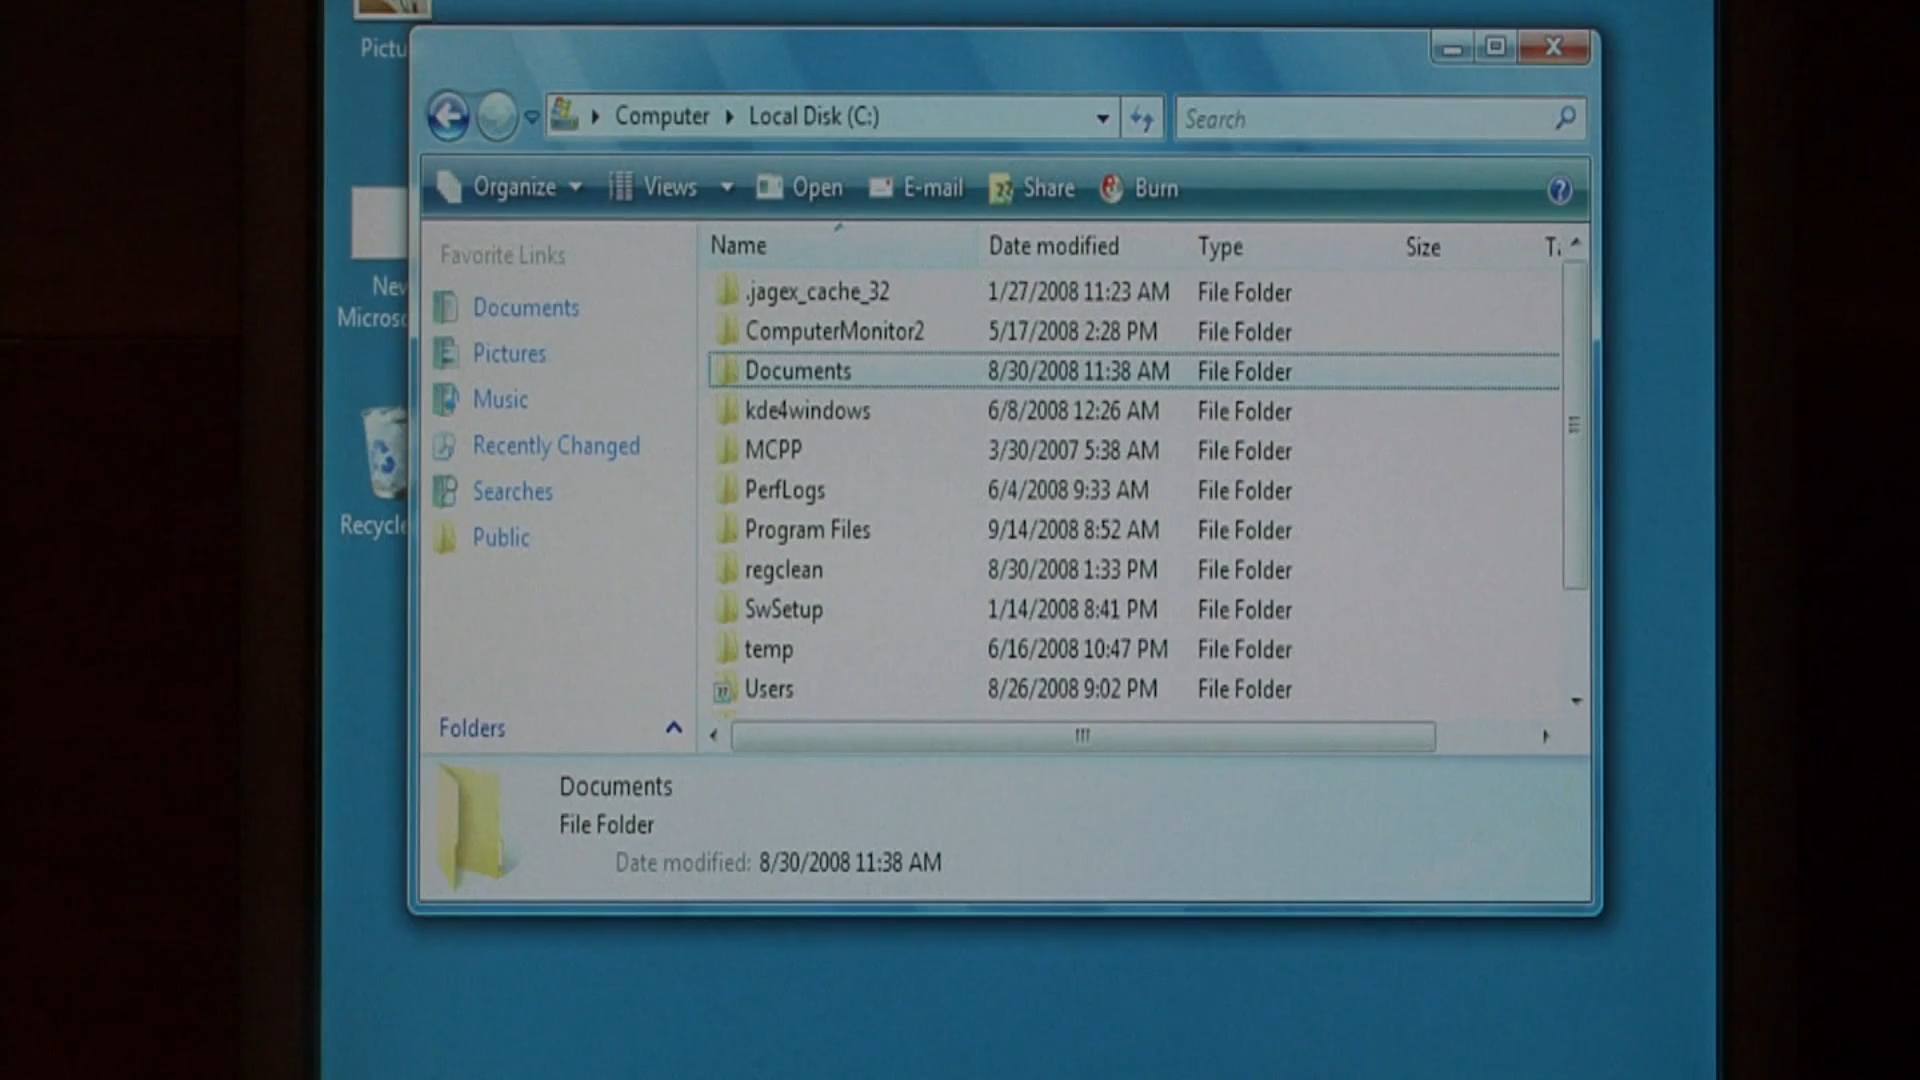 Pictu
Computer Local Disk (C:)
Search
Organize Views Open E-mail Share Burn
Favorite Links
Documents
Pictures
Music
Recently Changed
Searches
Public
Folders
Name Date modified Type Size
.jagex_cache_32 1/27/2008 11:23 AM File Folder
ComputerMonitor2 5/17/2008 2:28 PM File Folder
Documents 8/30/2008 11:38 AM File Folder
kde4windows 6/8/2008 12:26 AM File Folder
MCPP 3/30/2007 5:38 AM File Folder
PerfLogs 6/4/2008 9:33 AM File Folder
Program Files 9/14/2008 8:52 AM File Folder
regclean 8/30/2008 1:33 PM File Folder
SwSetup 1/14/2008 8:41 PM File Folder
temp 6/16/2008 10:47 PM File Folder
Users 8/26/2008 9:02 PM File Folder
New
Microso
Recycle
Documents
File Folder
Date modified: 8/30/2008 11:38 AM